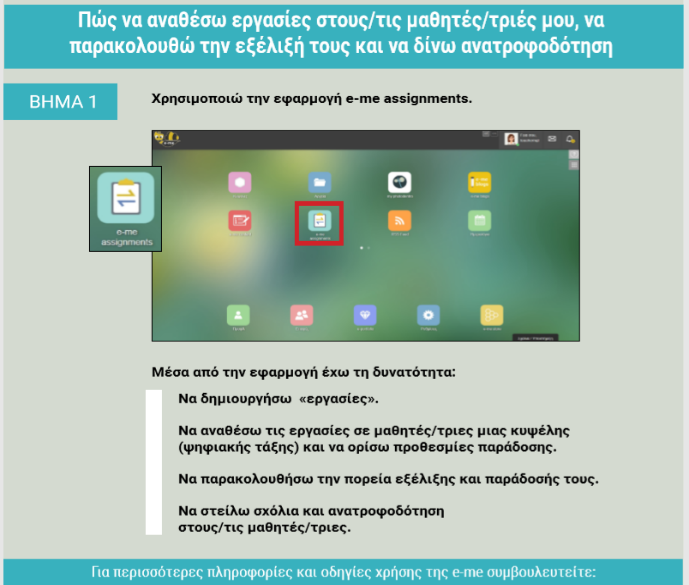 Πώς να αναθέσω εργασίες στους/τις μαθητές/τριές μου, να
παρακολουθώ την εξέλιξή τους και να δίνω ανατροφοδότηση
ΒΗΜΑ 1
Χρησιμοποιώ την εφαρμογή e-me assignments.
e-me
assignments
e-me
assignment
Μέσα από την εφαρμογή έχω τη δυνατότητα:
Να δημιουργήσω «εργασίες».
Να αναθέσω τις εργασίες σε μαθητές/τριες μιας κυψέλης
(ψηφιακής τάξης) και να ορίσω προθεσμίες παράδοσης.
Να παρακολουθήσω την πορεία εξέλιξης και παράδοσής τους.
Να στείλω σχόλια και ανατροφοδότηση
στους/τις μαθητές/τριες.
Για περισσότερες πληροφορίες και οδηγίες χρήσης της e-me συμβουλευτείτε: